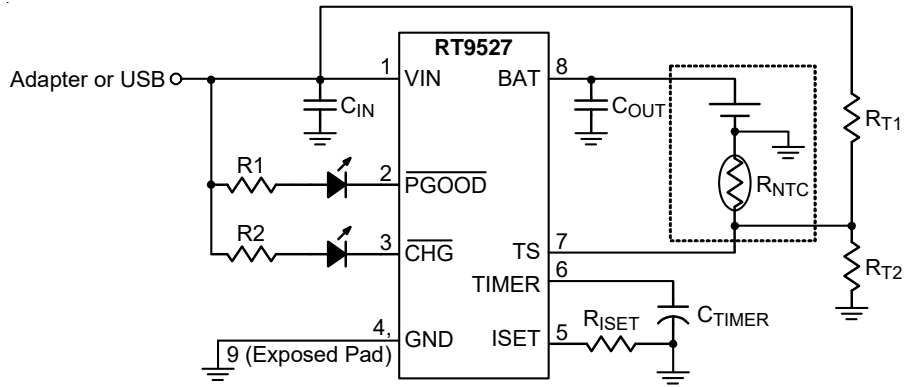 RT9527
Adapter or USB
1 VIN
BAT 8
C_IN
C_OUT
R_T1
R1
2 PGOOD
R_NTC
R2
3 CHG
TS 7
R_T2
TIMER 6
C_TIMER
R_ISET
4,
9 (Exposed Pad)
GND
ISET 5